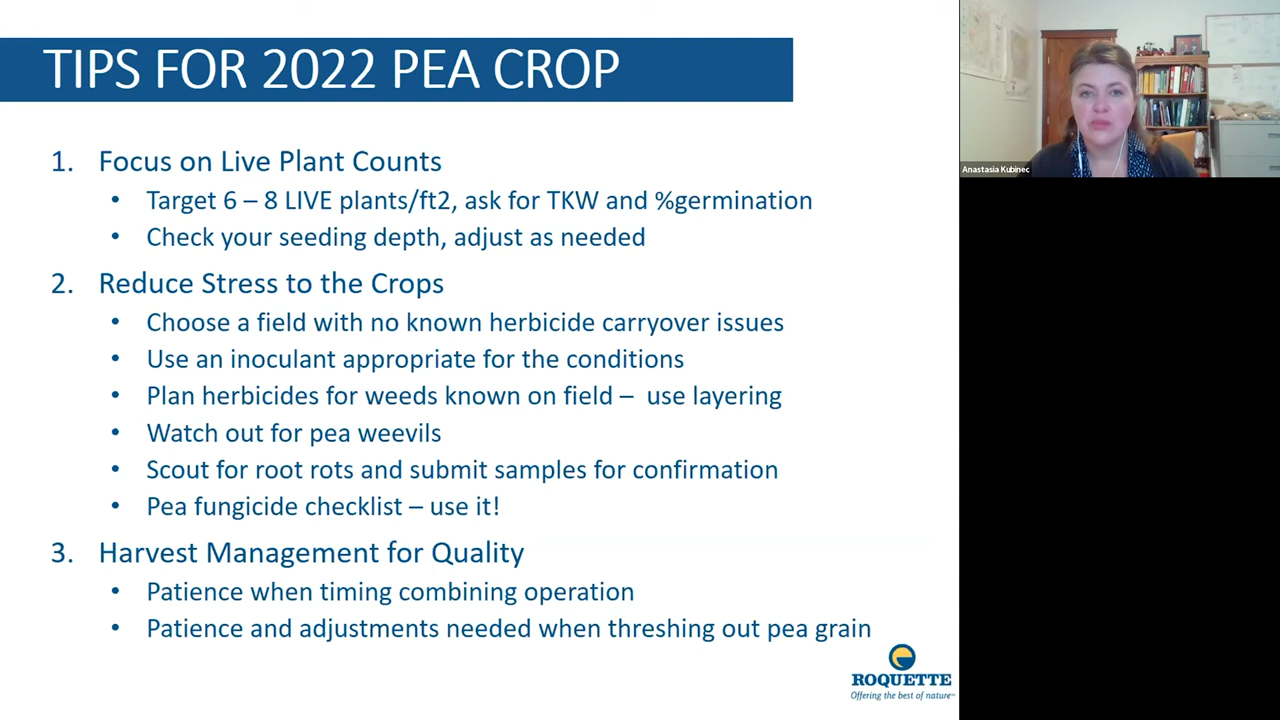 TIPS FOR 2022 PEA CROP
1. Focus on Live Plant Counts
• Target 6 – 8 LIVE plants/ft2, ask for TKW and %germination
• Check your seeding depth, adjust as needed
2. Reduce Stress to the Crops
• Choose a field with no known herbicide carryover issues
• Use an inoculant appropriate for the conditions
• Plan herbicides for weeds known on field – use layering
• Watch out for pea weevils
• Scout for root rots and submit samples for confirmation
• Pea fungicide checklist – use it!
3. Harvest Management for Quality
• Patience when timing combining operation
• Patience and adjustments needed when threshing out pea grain
ROQUETTE
Offering the best of nature™
Anastasia Kubinec